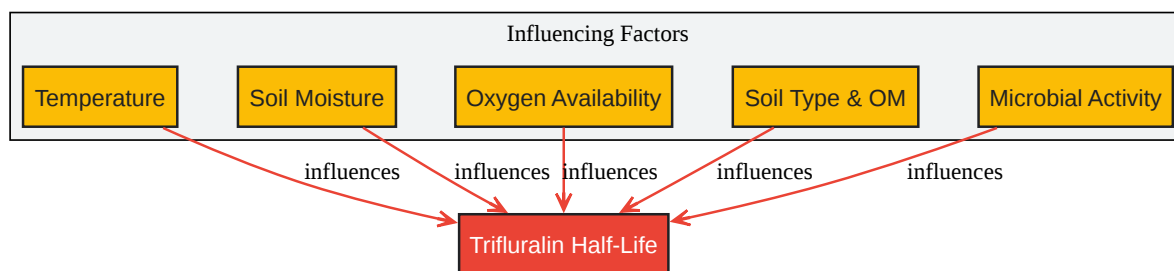 Influencing Factors
Temperature
Soil Moisture
Oxygen Availability
Soil Type & OM
Microbial Activity
influences
influences
influences
influences
influences
Trifluralin Half-Life